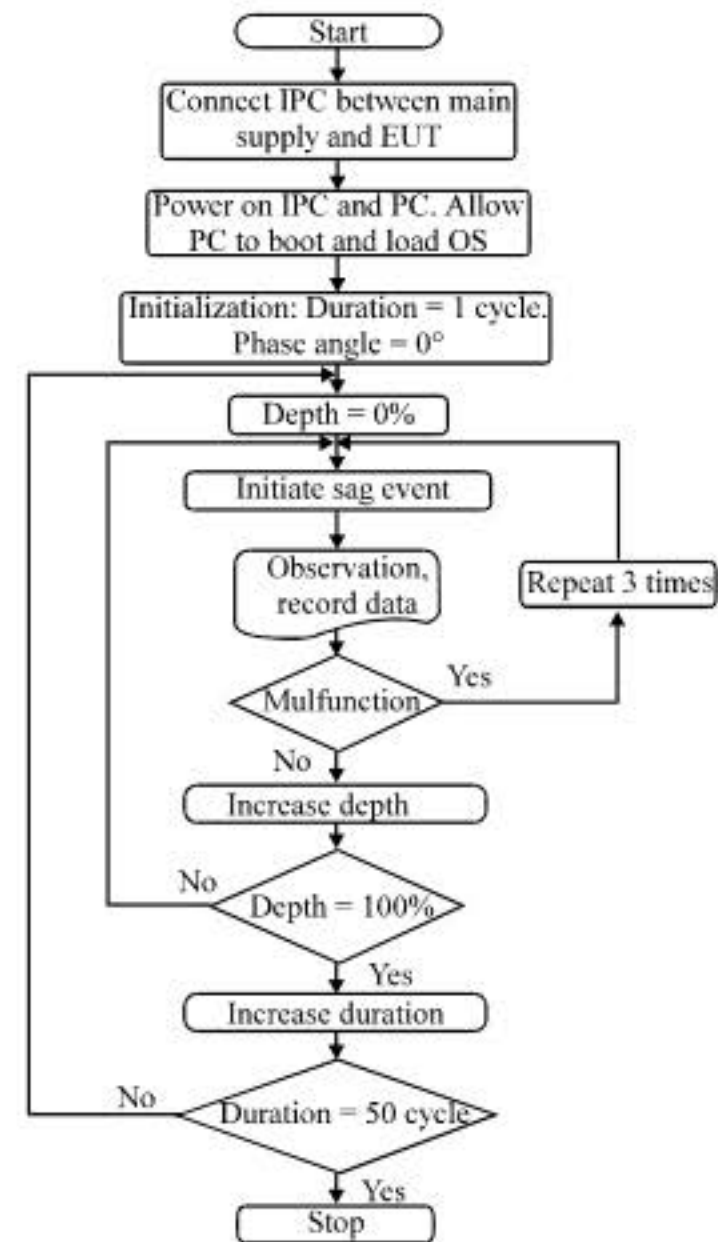 Start
Connect IPC between main
supply and EUT
Power on IPC and PC. Allow
PC to boot and load OS
Initialization: Duration = 1 cycle.
Phase angle = 0°
Depth = 0%
Initiate sag event
Observation,
record data
Repeat 3 times
Mulfunction
Yes
No
Increase depth
No
Depth = 100%
Yes
Increase duration
No
Duration = 50 cycle
Yes
Stop